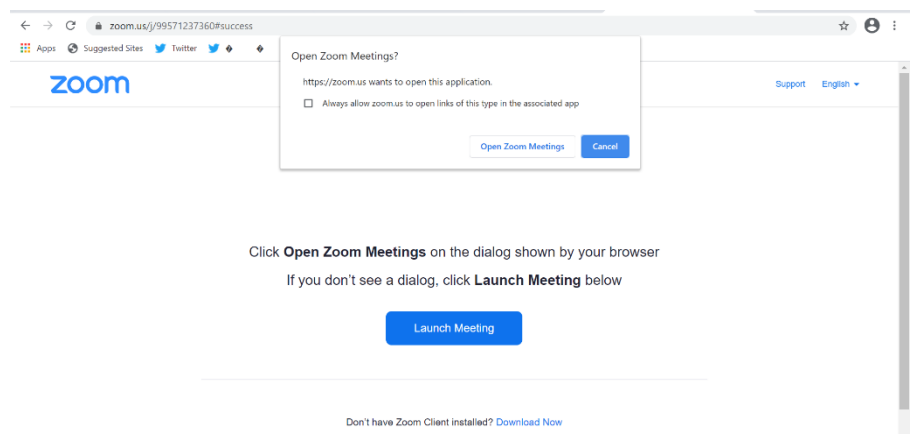 zoom.us/j/99571237360#success
Apps Suggested Sites Twitter � �
Open Zoom Meetings?
https://zoom.us wants to open this application.
Always allow zoom.us to open links of this type in the associated app
Open Zoom Meetings Cancel
zoom
Support English
Click Open Zoom Meetings on the dialog shown by your browser
If you don't see a dialog, click Launch Meeting below
Launch Meeting
Don't have Zoom Client installed? Download Now